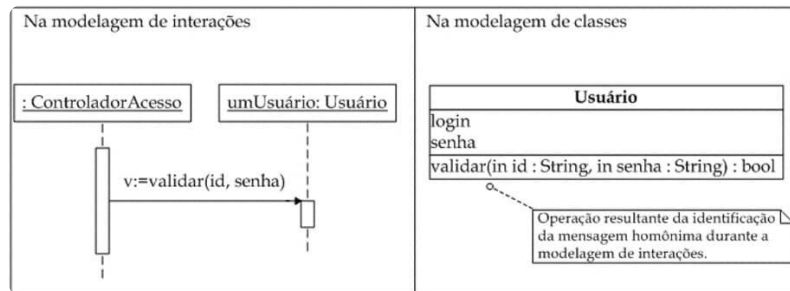 Na modelagem de interações
: ControladorAcesso
umUsuário: Usuário
v:=validar(id, senha)
Na modelagem de classes
Usuário
login
senha
validar(in id : String, in senha : String) : bool
Operação resultante da identificação
da mensagem homônima durante a
modelagem de interações.